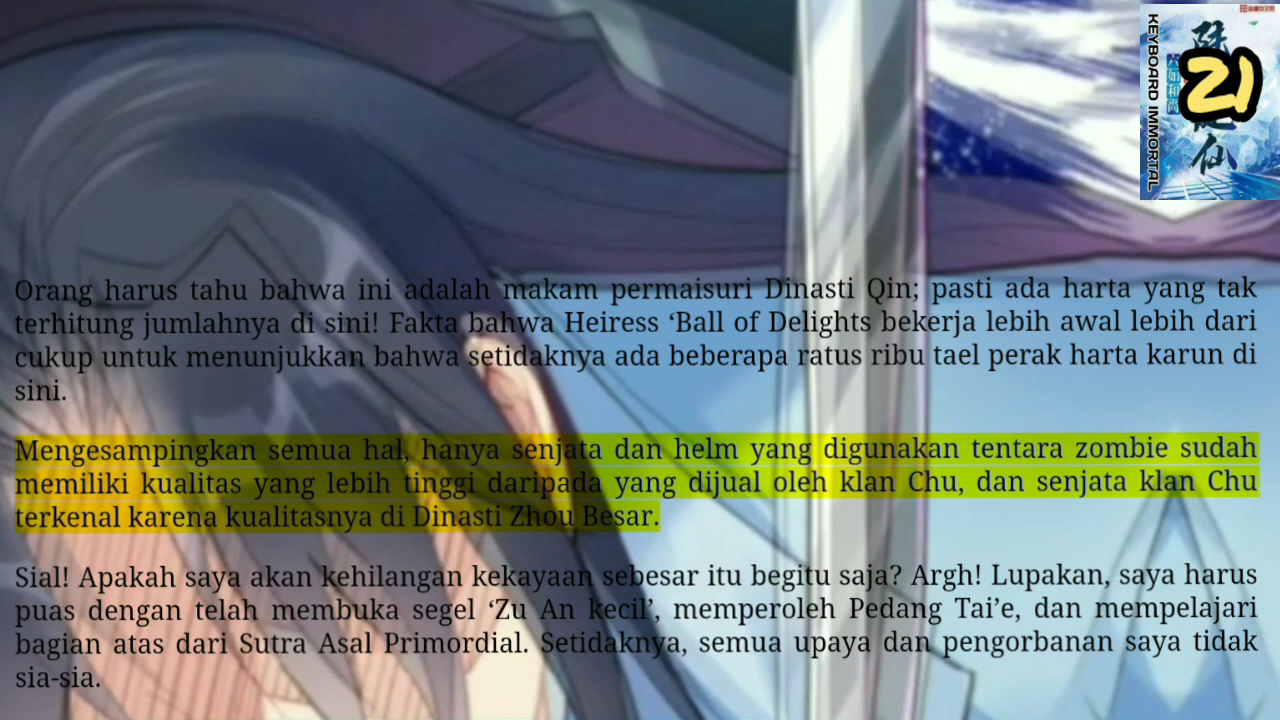 KEYBOARD IMMORTAL
21
六如和尚
仙
Orang harus tahu bahwa ini adalah makam permaisuri Dinasti Qin; pasti ada harta yang tak
terhitung jumlahnya di sini! Fakta bahwa Heiress ‘Ball of Delights bekerja lebih awal lebih dari
cukup untuk menunjukkan bahwa setidaknya ada beberapa ratus ribu tael perak harta karun di
sini.
Mengesampingkan semua hal, hanya senjata dan helm yang digunakan tentara zombie sudah
memiliki kualitas yang lebih tinggi daripada yang dijual oleh klan Chu, dan senjata klan Chu
terkenal karena kualitasnya di Dinasti Zhou Besar.
Sial! Apakah saya akan kehilangan kekayaan sebesar itu begitu saja? Argh! Lupakan, saya harus
puas dengan telah membuka segel ‘Zu An kecil’, memperoleh Pedang Tai’e, dan mempelajari
bagian atas dari Sutra Asal Primordial. Setidaknya, semua upaya dan pengorbanan saya tidak
sia-sia.